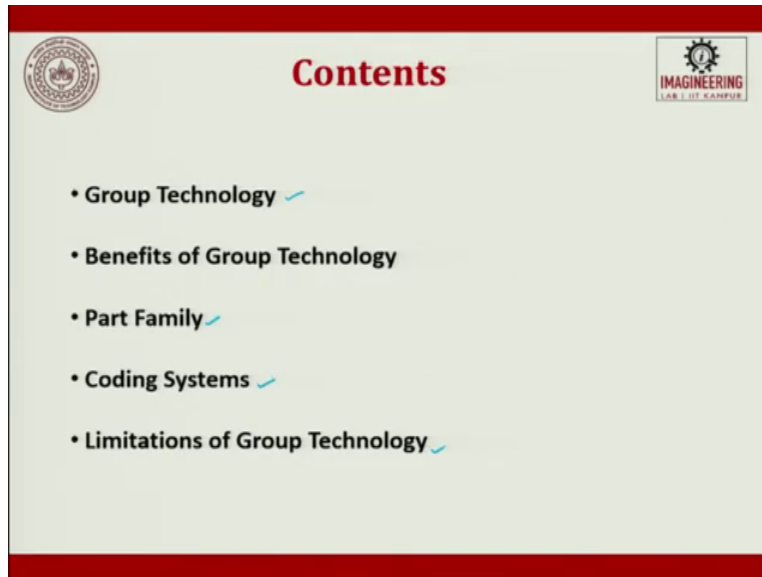 Contents
IMAGINEERING
LAB | IIT KANPUR
• Group Technology
• Benefits of Group Technology
• Part Family
• Coding Systems
• Limitations of Group Technology